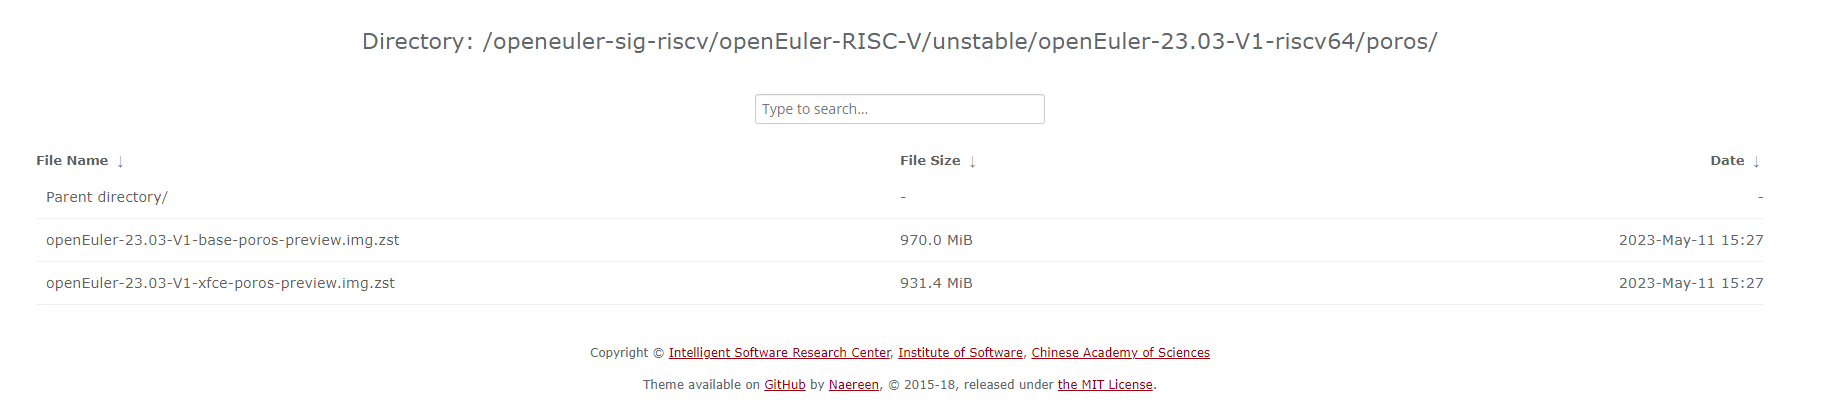 Directory: /openeuler-sig-riscv/openEuler-RISC-V/unstable/openEuler-23.03-V1-riscv64/poros/
Type to search...
File Name ↓ File Size ↓ Date ↓
Parent directory/ - -
openEuler-23.03-V1-base-poros-preview.img.zst 970.0 MiB 2023-May-11 15:27
openEuler-23.03-V1-xfce-poros-preview.img.zst 931.4 MiB 2023-May-11 15:27
Copyright © Intelligent Software Research Center, Institute of Software, Chinese Academy of Sciences
Theme available on GitHub by Naereen, © 2015-18, released under the MIT License.